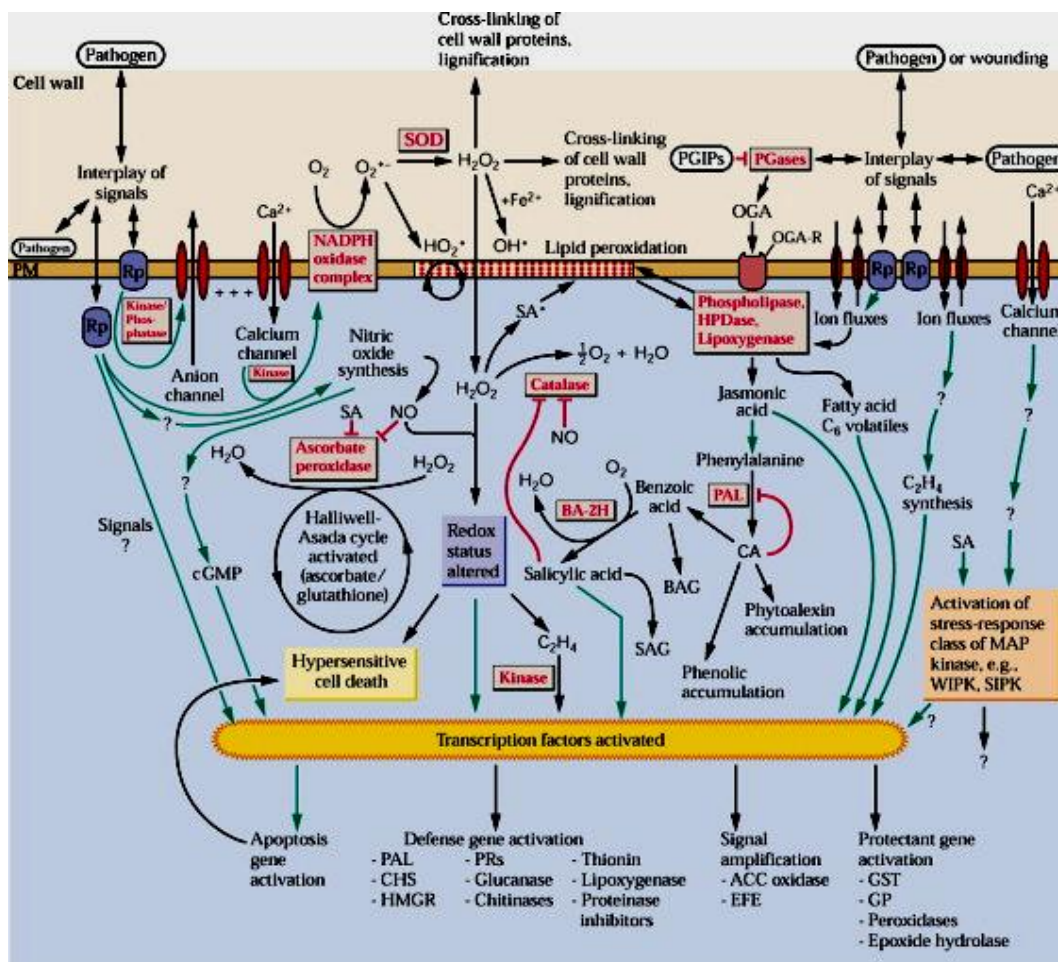 Cross-linking of
cell wall proteins,
lignification
Pathogen
Pathogen or wounding
Cell wall
SOD
O2
O2•−
H2O2
Cross-linking
of cell wall
proteins,
lignification
PGIPs
PGases
Interplay
of signals
Pathogen
Interplay of
signals
Ca2+
+Fe2+
OGA
Ca2+
Pathogen
HO2•
OH•
Lipid peroxidation
OGA-R
PM
Rp
NADPH
oxidase
complex
Rp
Rp
+ + +
Kinase/
Phos-
phatase
Rp
SA•
Phospholipase,
HPDase,
Lipoxygenase
Ion fluxes
Ion fluxes
Calcium
channel
Calcium
channel
Kinase
Nitric
oxide
synthesis
1/2O2 + H2O
Anion
channel
H2O2
Catalase
Jasmonic
acid
Fatty acid
C6 volatiles
?
?
?
SA
NO
NO
Ascorbate
peroxidase
H2O
H2O2
?
Phenylalanine
H2O
O2
Benzoic
acid
PAL
C2H4
synthesis
BA-2H
?
Signals
?
Halliwell-
Asada cycle
activated
(ascorbate/
glutathione)
Redox
status
altered
CA
SA
cGMP
Salicylic acid
BAG
Phytoalexin
accumulation
Activation of
stress-response
class of MAP
kinase, e.g.,
WIPK, SIPK
C2H4
SAG
Hypersensitive
cell death
Kinase
Phenolic
accumulation
?
?
Transcription factors activated
Apoptosis
gene
activation
Defense gene activation
- PAL
- CHS
- HMGR
- PRs
- Glucanase
- Chitinases
- Thionin
- Lipoxygenase
- Proteinase
inhibitors
Signal
amplification
- ACC oxidase
- EFE
Protectant gene
activation
- GST
- GP
- Peroxidases
- Epoxide hydrolase